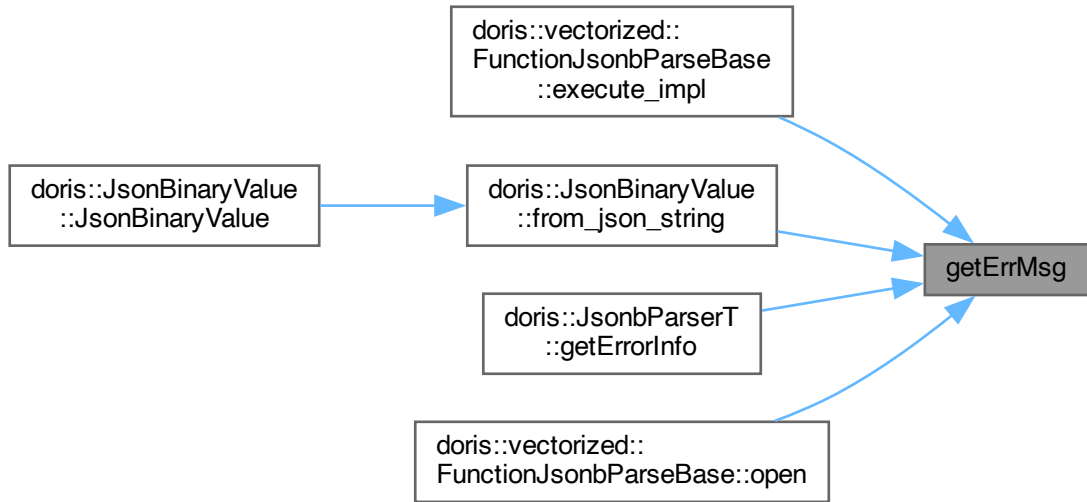 doris::vectorized::
FunctionJsonbParseBase
::execute_impl
doris::JsonBinaryValue
::JsonBinaryValue
doris::JsonBinaryValue
::from_json_string
getErrMsg
doris::JsonbParserT
::getErrorInfo
doris::vectorized::
FunctionJsonbParseBase::open